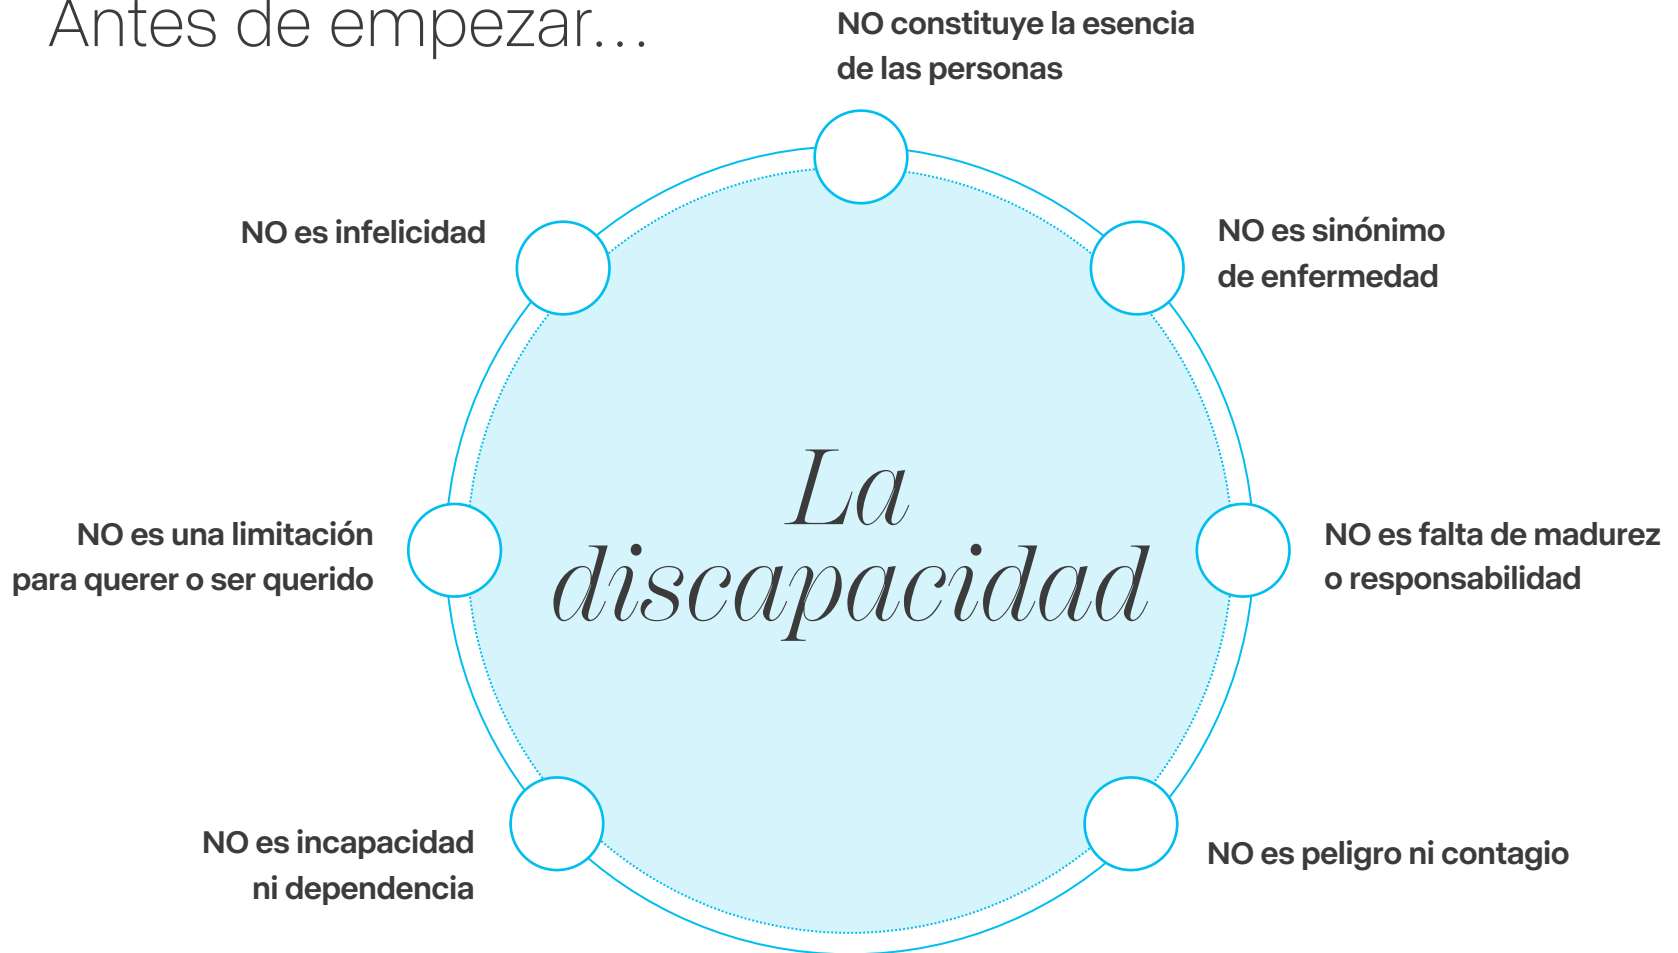 Antes de empezar...
NO constituye la esencia
de las personas
NO es infelicidad
NO es sinónimo
de enfermedad
La
discapacidad
NO es una limitación
para querer o ser querido
NO es falta de madurez
o responsabilidad
NO es incapacidad
ni dependencia
NO es peligro ni contagio